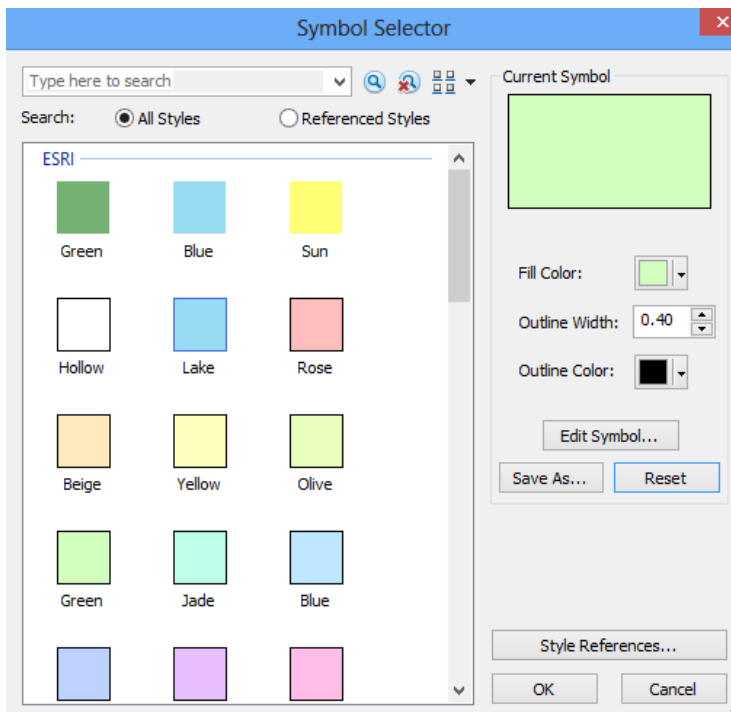 Symbol Selector
Type here to search
Search:
All Styles
Referenced Styles
ESRI
Green
Blue
Sun
Hollow
Lake
Rose
Beige
Yellow
Olive
Green
Jade
Blue
Current Symbol
Fill Color:
Outline Width:
0.40
Outline Color:
Edit Symbol...
Save As...
Reset
Style References...
OK
Cancel